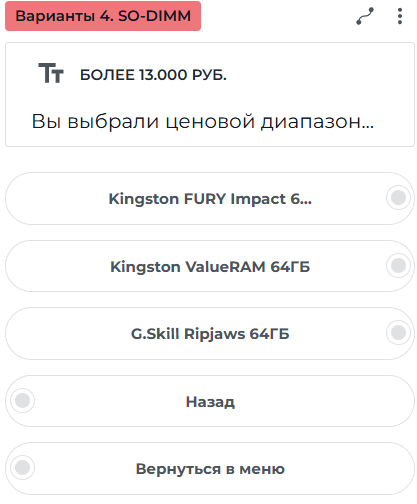 Варианты 4. SO-DIMM
Тт БОЛЕЕ 13.000 РУБ.
Вы выбрали ценовой диапазон...
Kingston FURY Impact 6...
Kingston ValueRAM 64ГБ
G.Skill Ripjaws 64ГБ
Назад
Вернуться в меню